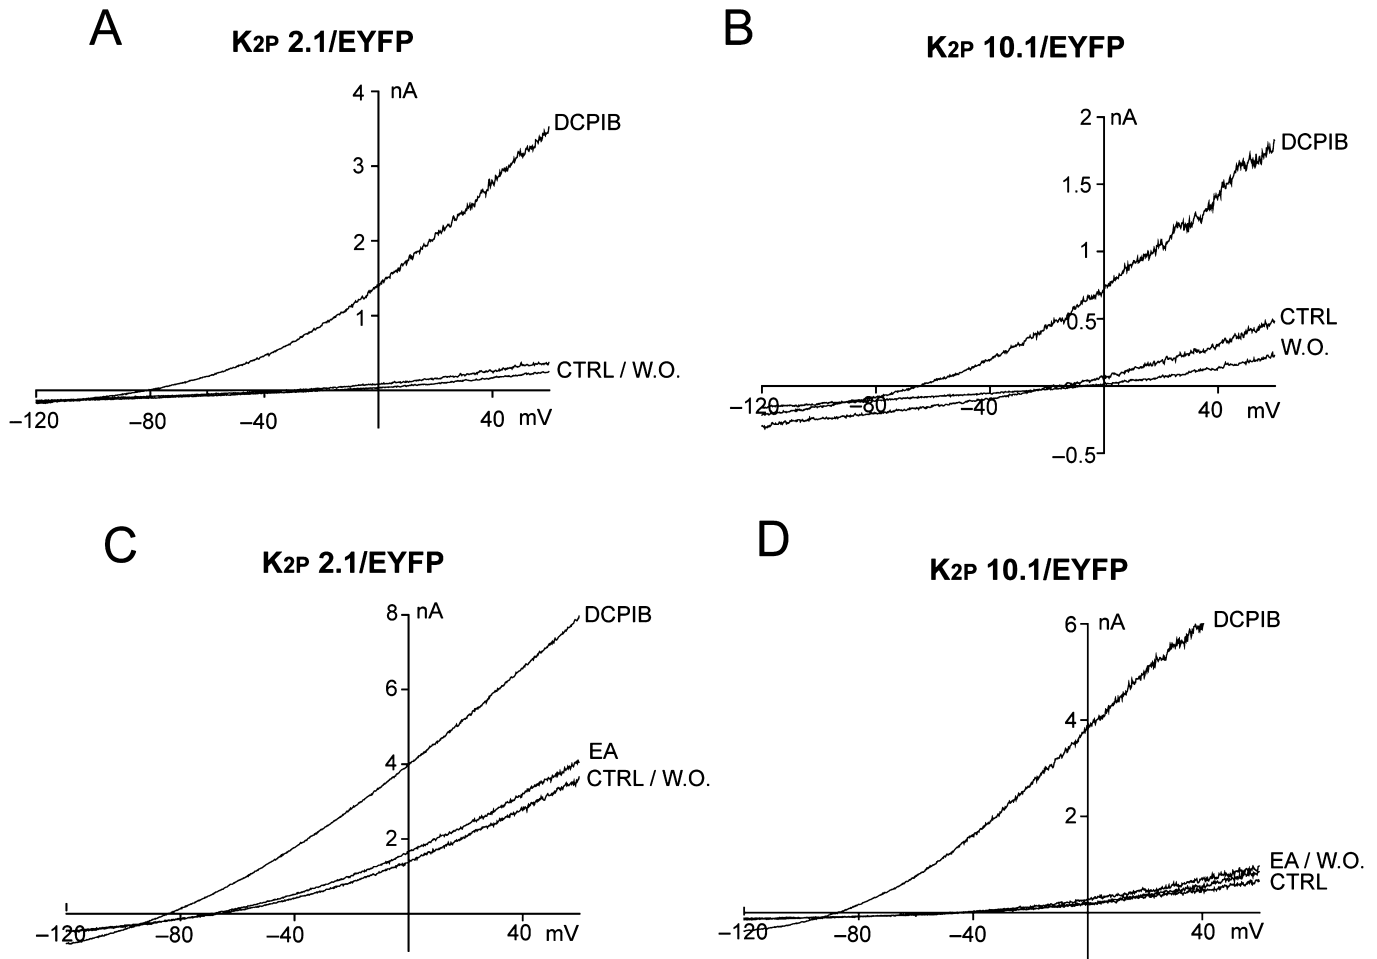 A
K2P 2.1/EYFP
4 nA
DCPIB
3
2
1
CTRL / W.O.
–120 –80 –40 40 mV
B
K2P 10.1/EYFP
2 nA
DCPIB
1.5
1
0.5
CTRL
W.O.
–120 –80 –40 40 mV
–0.5
C
K2P 2.1/EYFP
8 nA
DCPIB
6
4
EA
CTRL / W.O.
2
–120 –80 –40 40 mV
D
K2P 10.1/EYFP
6 nA
DCPIB
4
2
EA / W.O.
CTRL
–120 –80 –40 40 mV